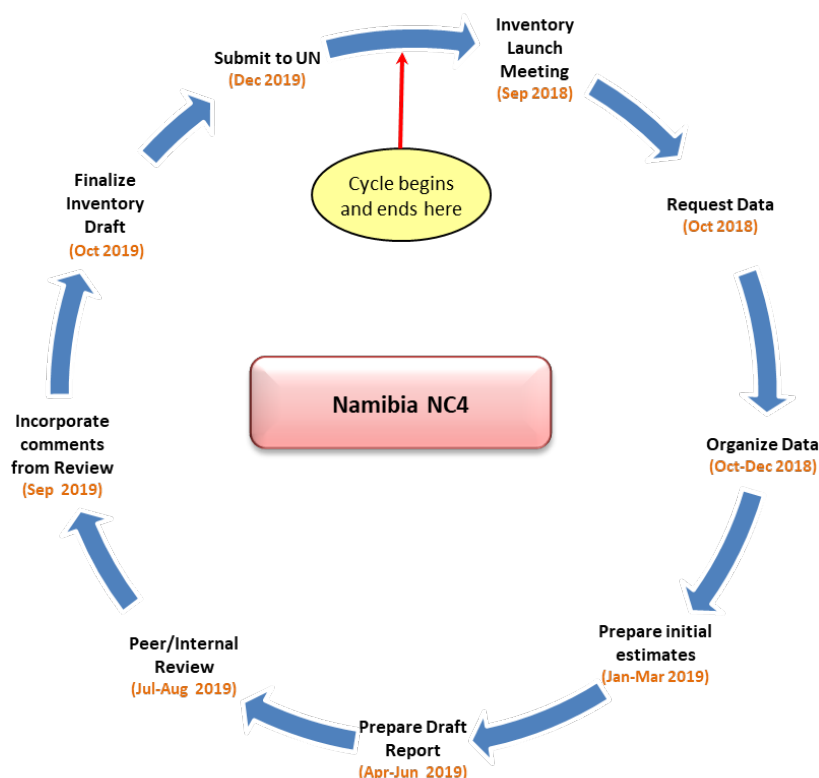 Inventory
Launch
Meeting
(Sep 2018)
Request Data
(Oct 2018)
Organize Data
(Oct-Dec 2018)
Prepare initial
estimates
(Jan-Mar 2019)
Prepare Draft
Report
(Apr-Jun 2019)
Peer/Internal
Review
(Jul-Aug 2019)
Incorporate
comments
from Review
(Sep 2019)
Finalize
Inventory
Draft
(Oct 2019)
Submit to UN
(Dec 2019)
Cycle begins
and ends here
Namibia NC4